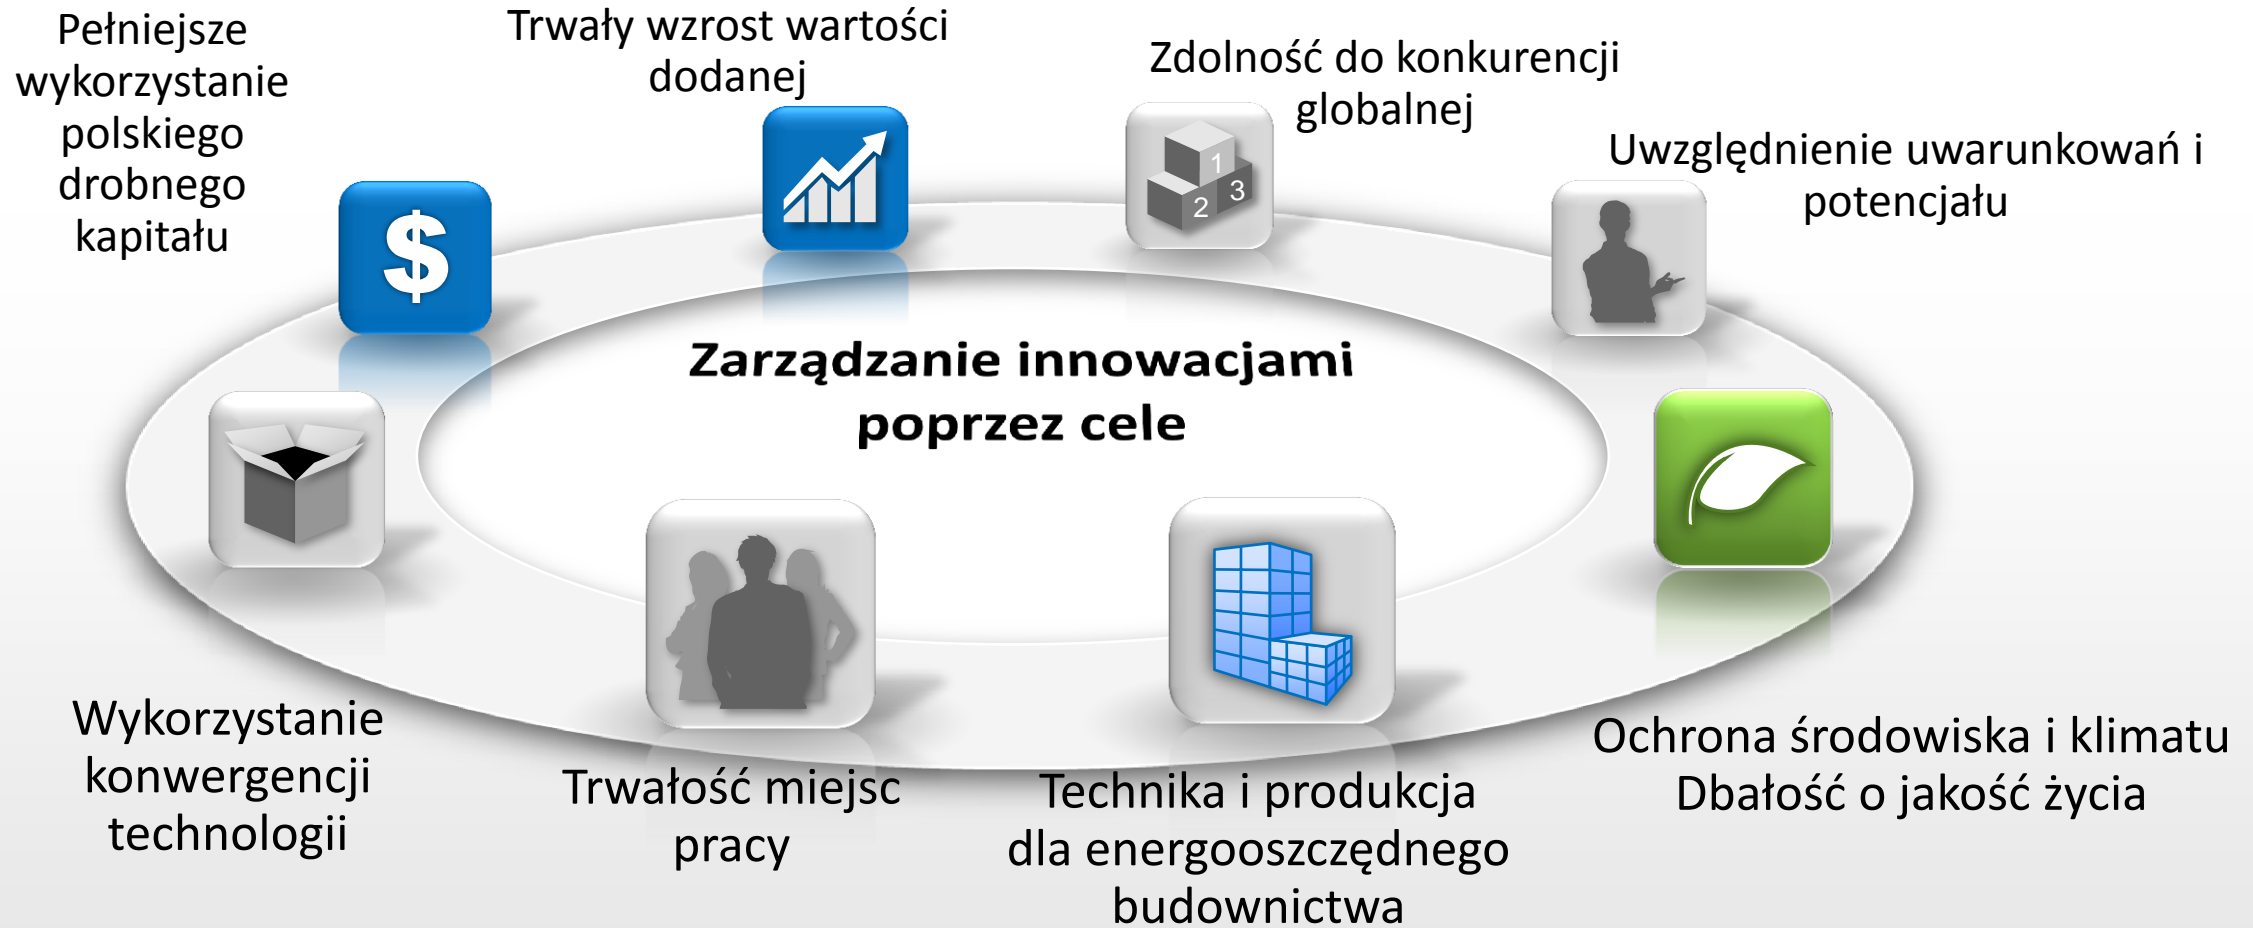 Pełniejsze
wykorzystanie
polskiego
drobnego
kapitału
Trwały wzrost wartości
dodanej
Zdolność do konkurencji
globalnej
Uwzględnienie uwarunkowań i
potencjału
$
1
2
3
Zarządzanie innowacjami
poprzez cele
Wykorzystanie
konwergencji
technologii
Trwałość miejsc
pracy
Technika i produkcja
dla energooszczędnego
budownictwa
Ochrona środowiska i klimatu
Dbałość o jakość życia